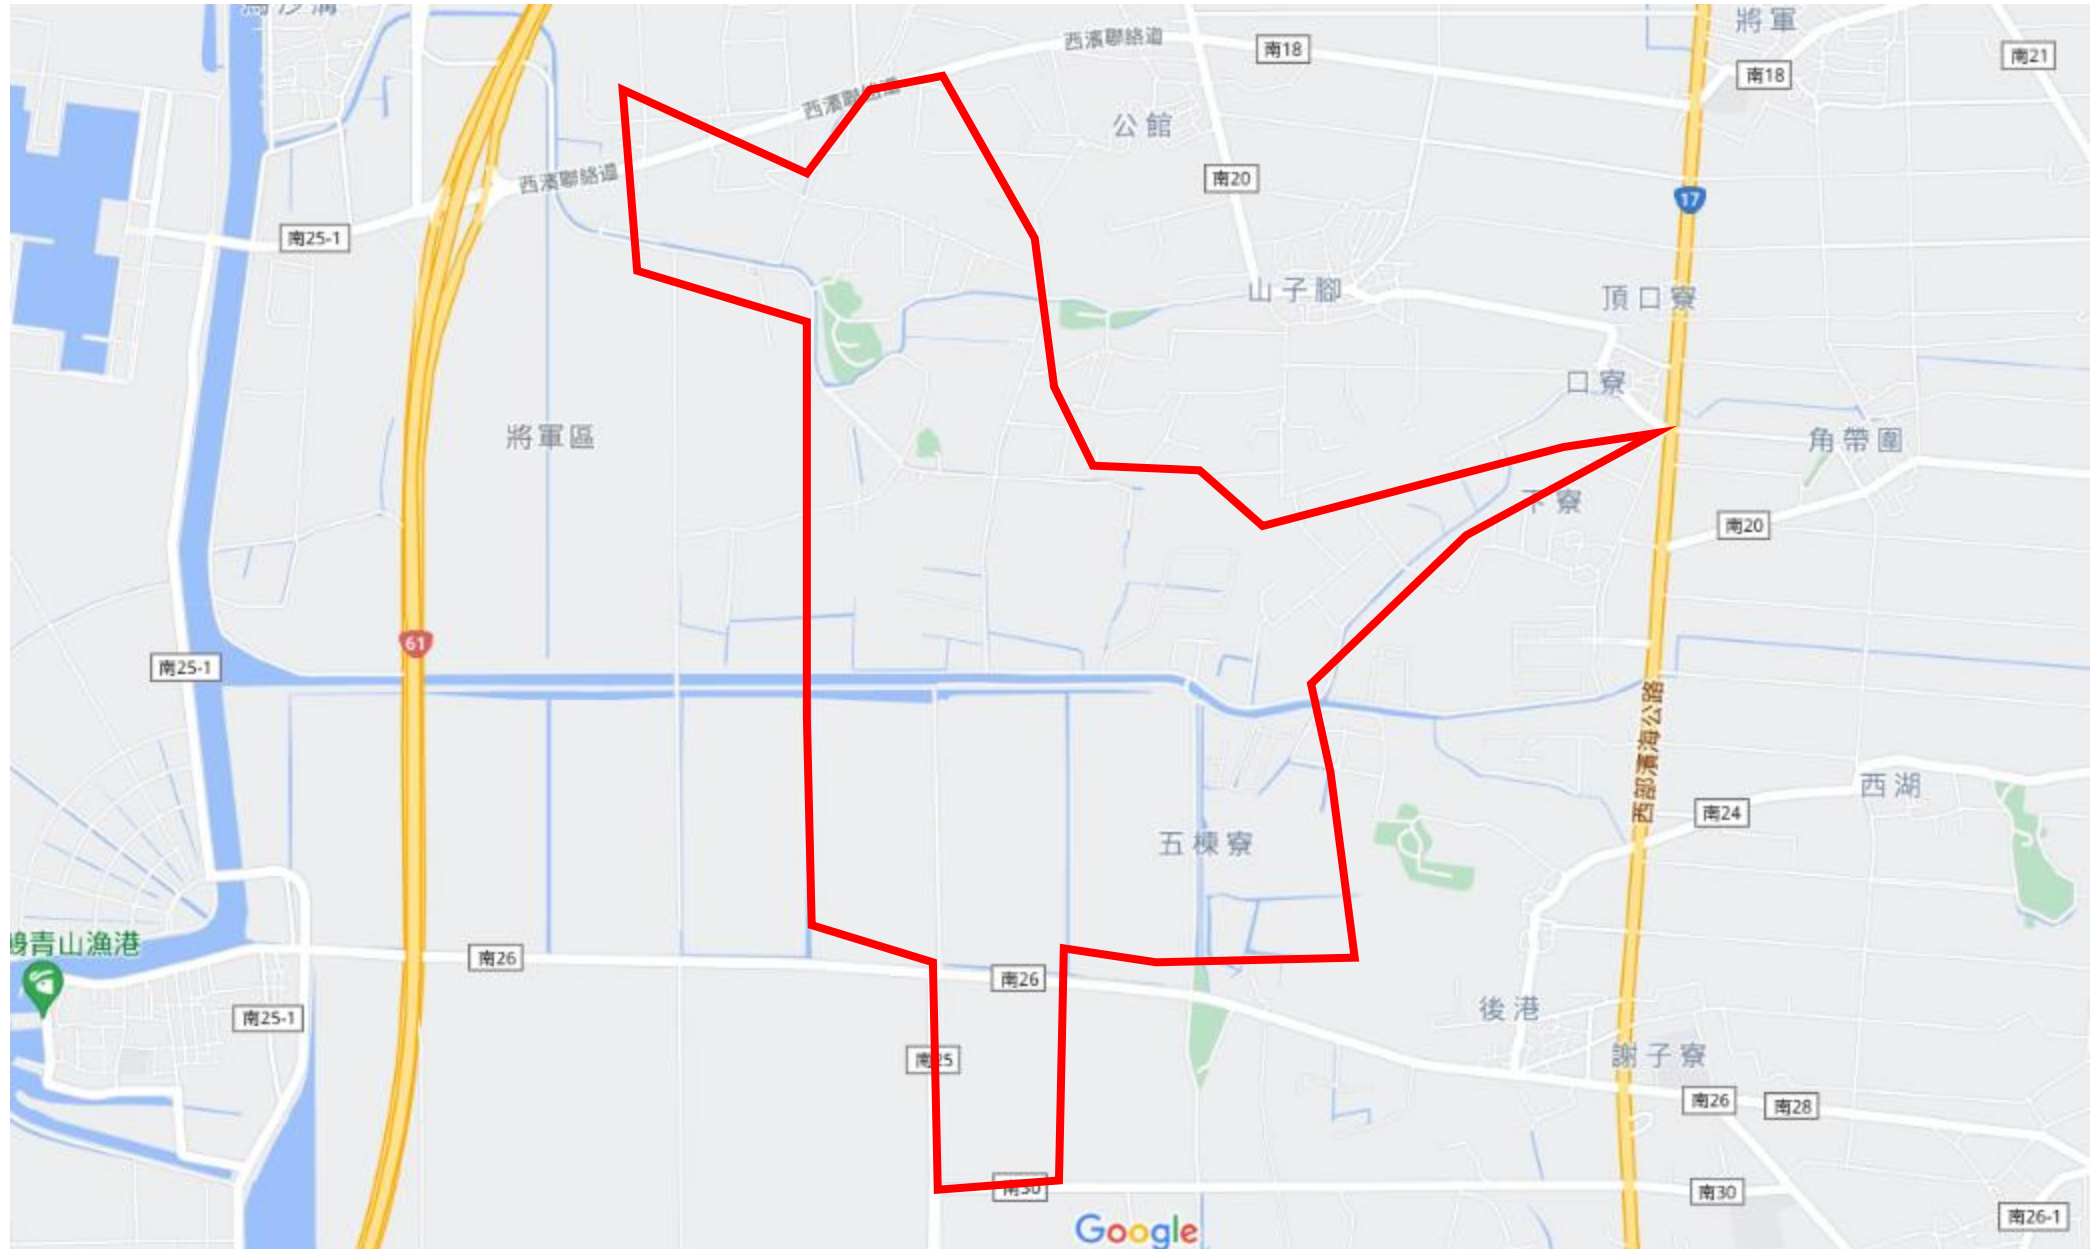 西濱聯絡道
南18
將軍
南18
南21
西濱聯絡道
公館
西濱聯絡道
南20
17
南25-1
山子腳
頂口寮
口寮
將軍區
角帶圍
下寮
南20
61
南25-1
西部濱海公路
西湖
南24
五棟寮
青山漁港
南26
南26
後港
南25-1
南25
謝子寮
南26
南28
南30
南30
南26-1
Google